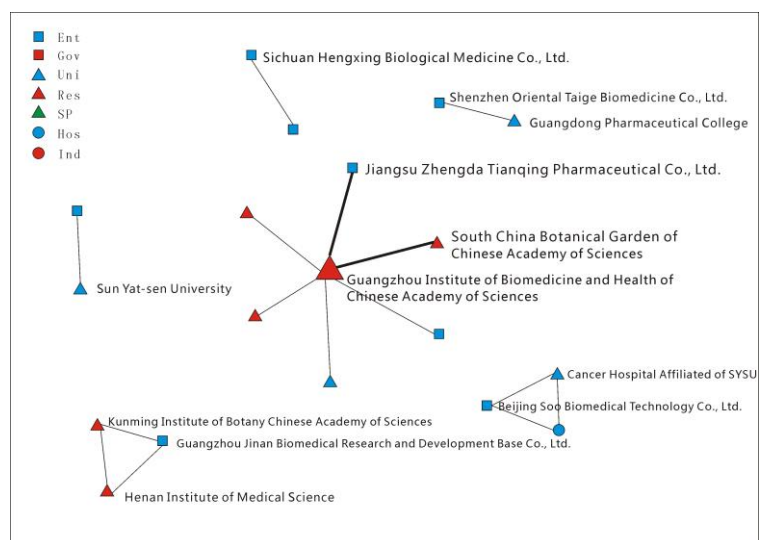 Ent
Gov
Uni
Res
SP
Hos
Ind
Sichuan Hengxing Biological Medicine Co., Ltd.
Shenzhen Oriental Taige Biomedicine Co., Ltd.
Guangdong Pharmaceutical College
Jiangsu Zhengda Tianqing Pharmaceutical Co., Ltd.
South China Botanical Garden of
Chinese Academy of Sciences
Guangzhou Institute of Biomedicine and Health of
Chinese Academy of Sciences
Sun Yat-sen University
Cancer Hospital Affiliated of SYSU
Beijing Soo Biomedical Technology Co., Ltd.
Kunming Institute of Botany Chinese Academy of Sciences
Guangzhou Jinan Biomedical Research and Development Base Co., Ltd.
Henan Institute of Medical Science